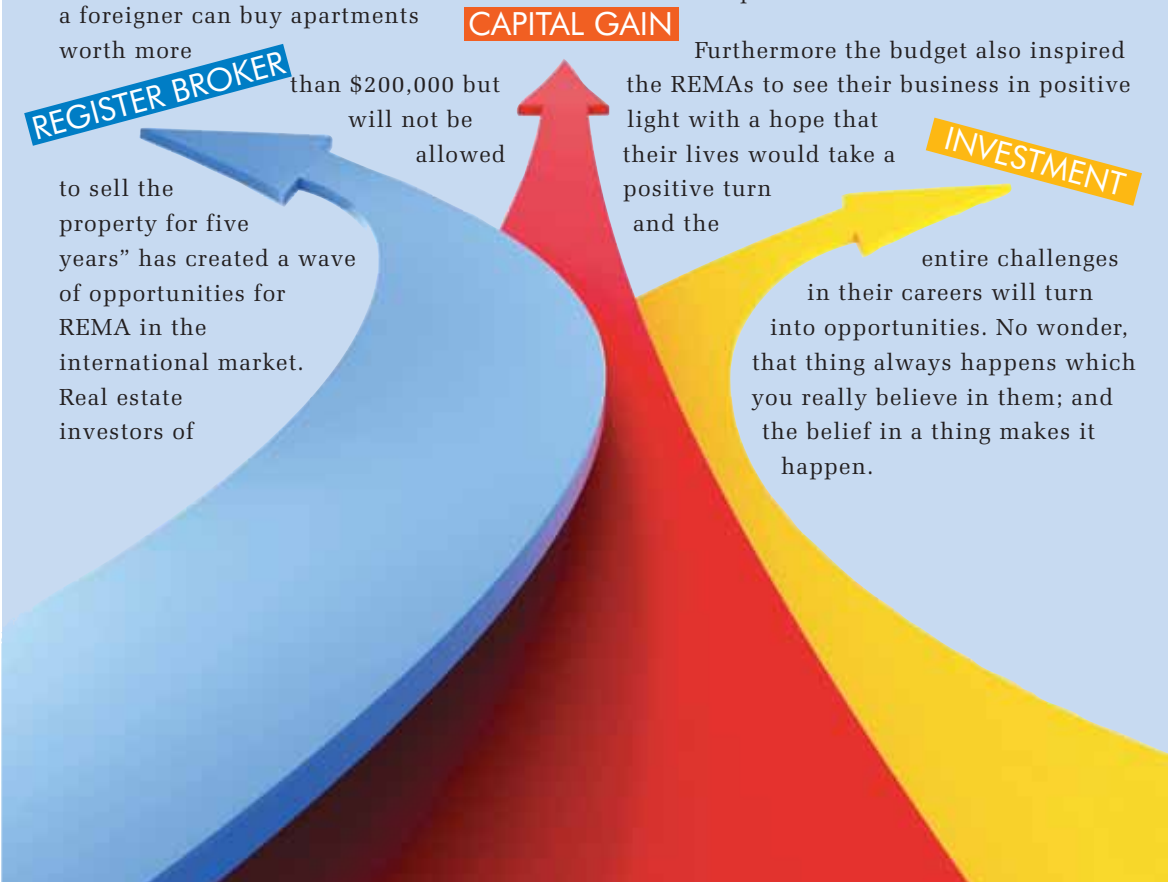 a foreigner can buy apartments
worth more
than $200,000 but
will not be
allowed
to sell the
property for five
years” has created a wave
of opportunities for
REMA in the
international market.
Real estate
investors of
REGISTER BROKER
CAPITAL GAIN
Furthermore the budget also inspired
the REMAs to see their business in positive
light with a hope that
their lives would take a
positive turn
and the
entire challenges
in their careers will turn
into opportunities. No wonder,
that thing always happens which
you really believe in them; and
the belief in a thing makes it
happen.
INVESTMENT